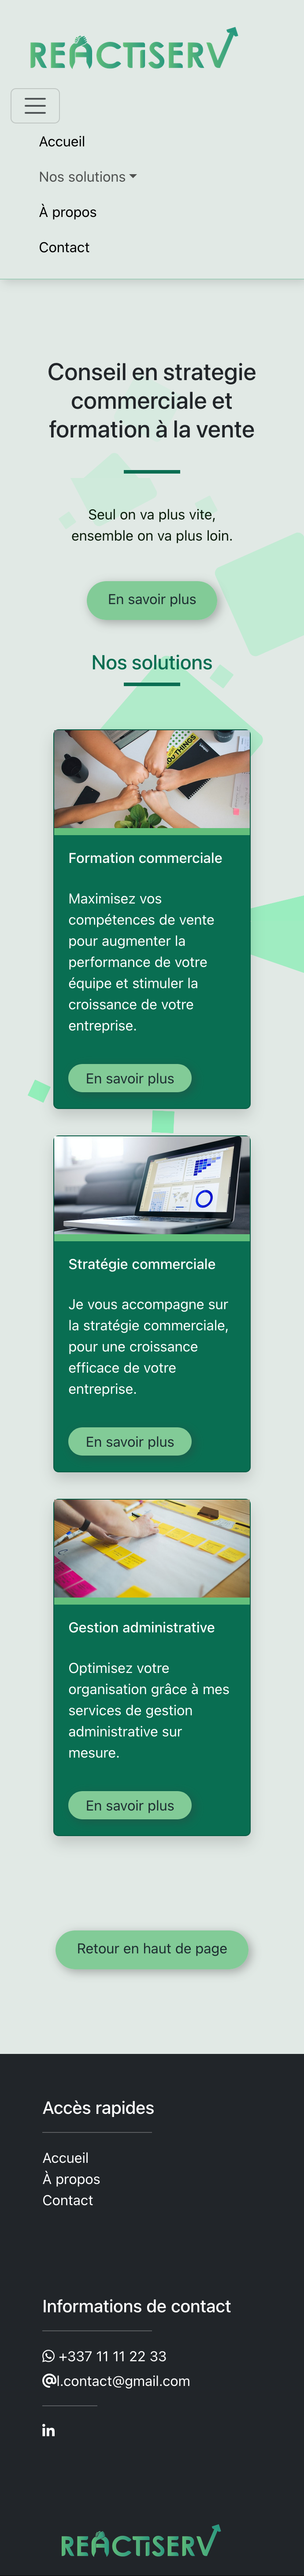 REACTISERV
Accueil
Nos solutions
À propos
Contact
Conseil en strategie
commerciale et
formation à la vente
Seul on va plus vite,
ensemble on va plus loin.
En savoir plus
Nos solutions
THINGS
Formation commerciale
Maximisez vos
compétences de vente
pour augmenter la
performance de votre
équipe et stimuler la
croissance de votre
entreprise.
En savoir plus
Stratégie commerciale
Je vous accompagne sur
la stratégie commerciale,
pour une croissance
efficace de votre
entreprise.
En savoir plus
Gestion administrative
Optimisez votre
organisation grâce à mes
services de gestion
administrative sur
mesure.
En savoir plus
Retour en haut de page
Accès rapides
Accueil
À propos
Contact
Informations de contact
+337 11 11 22 33
@l.contact@gmail.com
in
REACTISERV